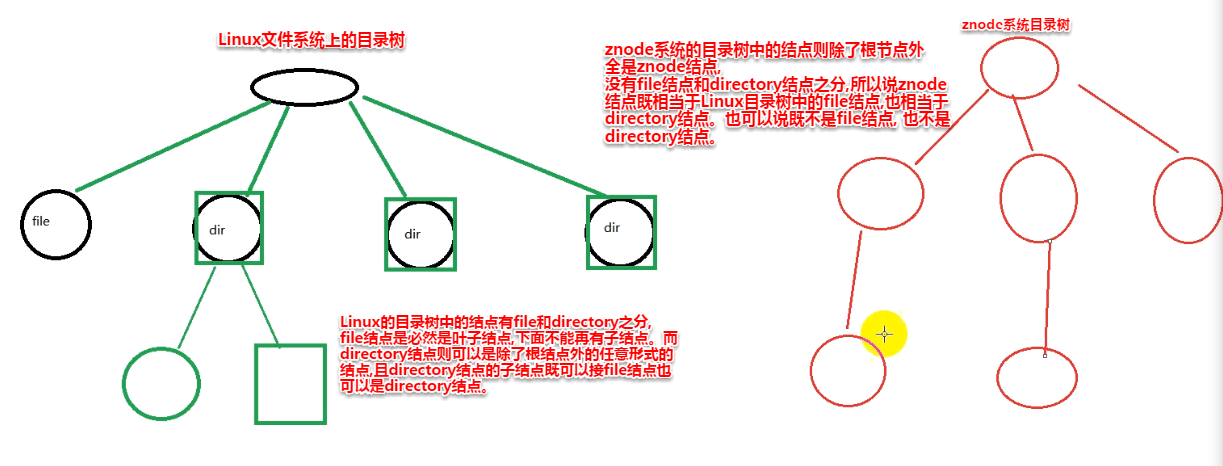 Linux文件系统上的目录树
znode系统目录树
znode系统的目录树中的结点则除了根节点外
全是znode结点,
没有file结点和directory结点之分,所以说znode
结点既相当于Linux目录树中的file结点,也相当于
directory结点。也可以说既不是file结点, 也不是
directory结点。
file
dir
dir
dir
Linux的目录树中的结点有file和directory之分,
file结点是必然是叶子结点,下面不能再有子结点。而
directory结点则可以是除了根结点外的任意形式的
结点,且directory结点的子结点既可以接file结点也
可以是directory结点。